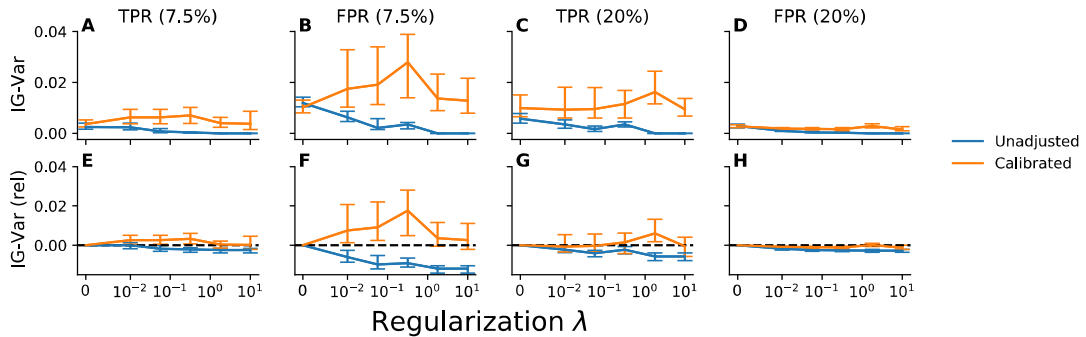 TPR (7.5%) FPR (7.5%) TPR (20%) FPR (20%)
A B C D
0.04
0.02
0.00
IG-Var
Unadjusted
Calibrated
E F G H
0.04
0.02
0.00
IG-Var (rel)
0 10⁻² 10⁻¹ 10⁰ 10¹ 0 10⁻² 10⁻¹ 10⁰ 10¹ 0 10⁻² 10⁻¹ 10⁰ 10¹ 0 10⁻² 10⁻¹ 10⁰ 10¹
Regularization λ